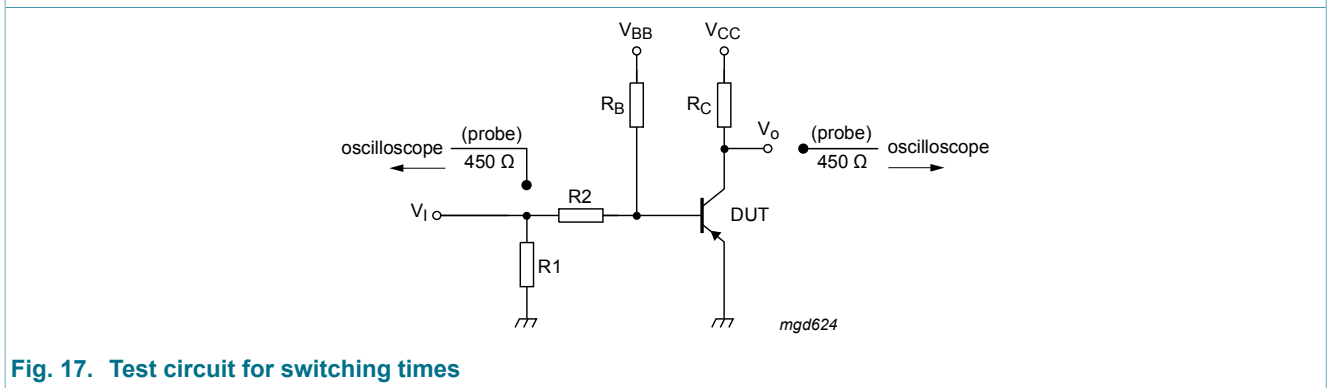 VBB
VCC
RB
RC
Vo
(probe)
450 Ω
oscilloscope
(probe)
450 Ω
oscilloscope
R2
VI
DUT
R1
mgd624
Fig. 17. Test circuit for switching times